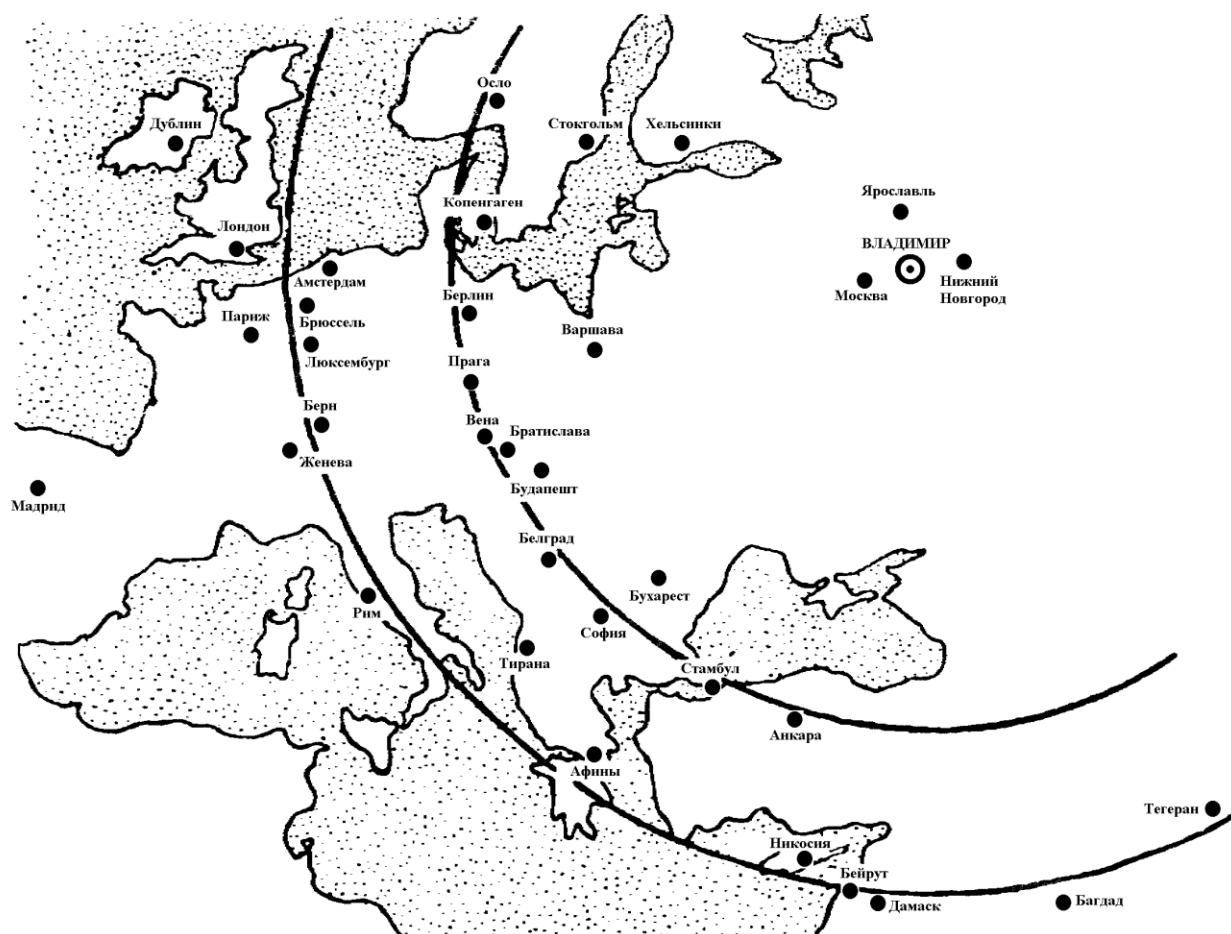 Осло
Дублин
Стокгольм
Хельсинки
Ярославль
Копенгаген
Лондон
ВЛАДИМИР
Амстердам
Москва
Нижний
Новгород
Берлин
Париж
Брюссель
Варшава
Люксембург
Прага
Берн
Вена
Братислава
Женева
Будапешт
Мадрид
Белград
Бухарест
Рим
София
Тирана
Стамбул
Анкара
Афины
Тегеран
Никосия
Бейрут
Дамаск
Багдад